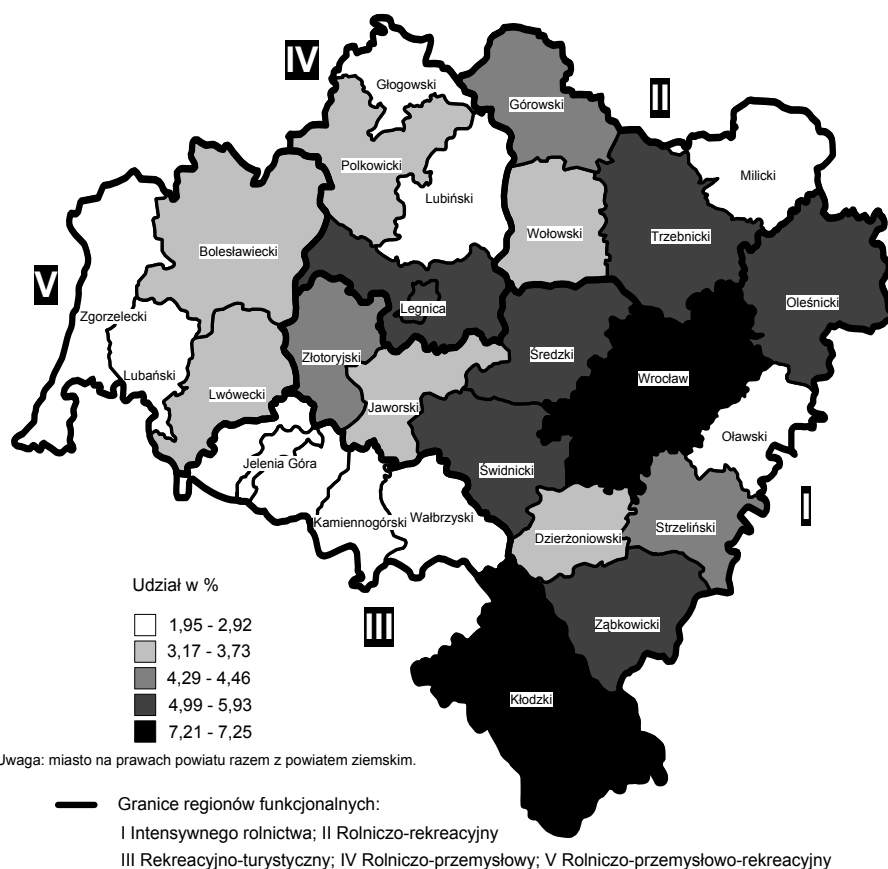 IV
Głogowski
Górowski
II
Polkowicki
Milicki
Lubiński
Wołowski
Trzebnicki
Bolesławiecki
V
Oleśnicki
Legnica
Zgorzelecki
Złotoryjski
Średzki
Lubański
Wrocław
Lwówecki
Jaworski
Oławski
Jelenia Góra
Świdnicki
I
Kamiennogórski
Wałbrzyski
Dzierżoniowski
Strzeliński
Udział w %
III
1,95 - 2,92
Ząbkowicki
3,17 - 3,73
4,29 - 4,46
4,99 - 5,93
Kłodzki
7,21 - 7,25
Uwaga: miasto na prawach powiatu razem z powiatem ziemskim.
Granice regionów funkcjonalnych:
I Intensywnego rolnictwa; II Rolniczo-rekreacyjny
III Rekreacyjno-turystyczny; IV Rolniczo-przemysłowy; V Rolniczo-przemysłowo-rekreacyjny